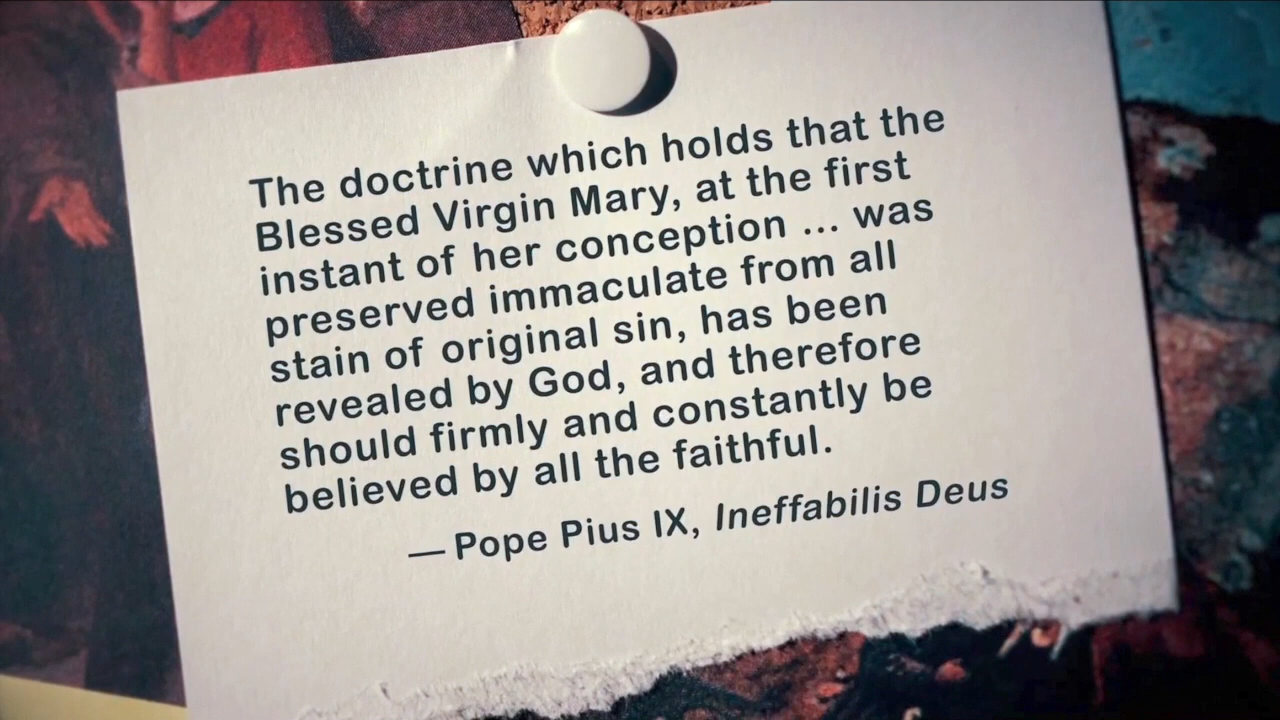 The doctrine which holds that the
Blessed Virgin Mary, at the first
instant of her conception ... was
preserved immaculate from all
stain of original sin, has been
revealed by God, and therefore
should firmly and constantly be
believed by all the faithful.
— Pope Pius IX, Ineffabilis Deus